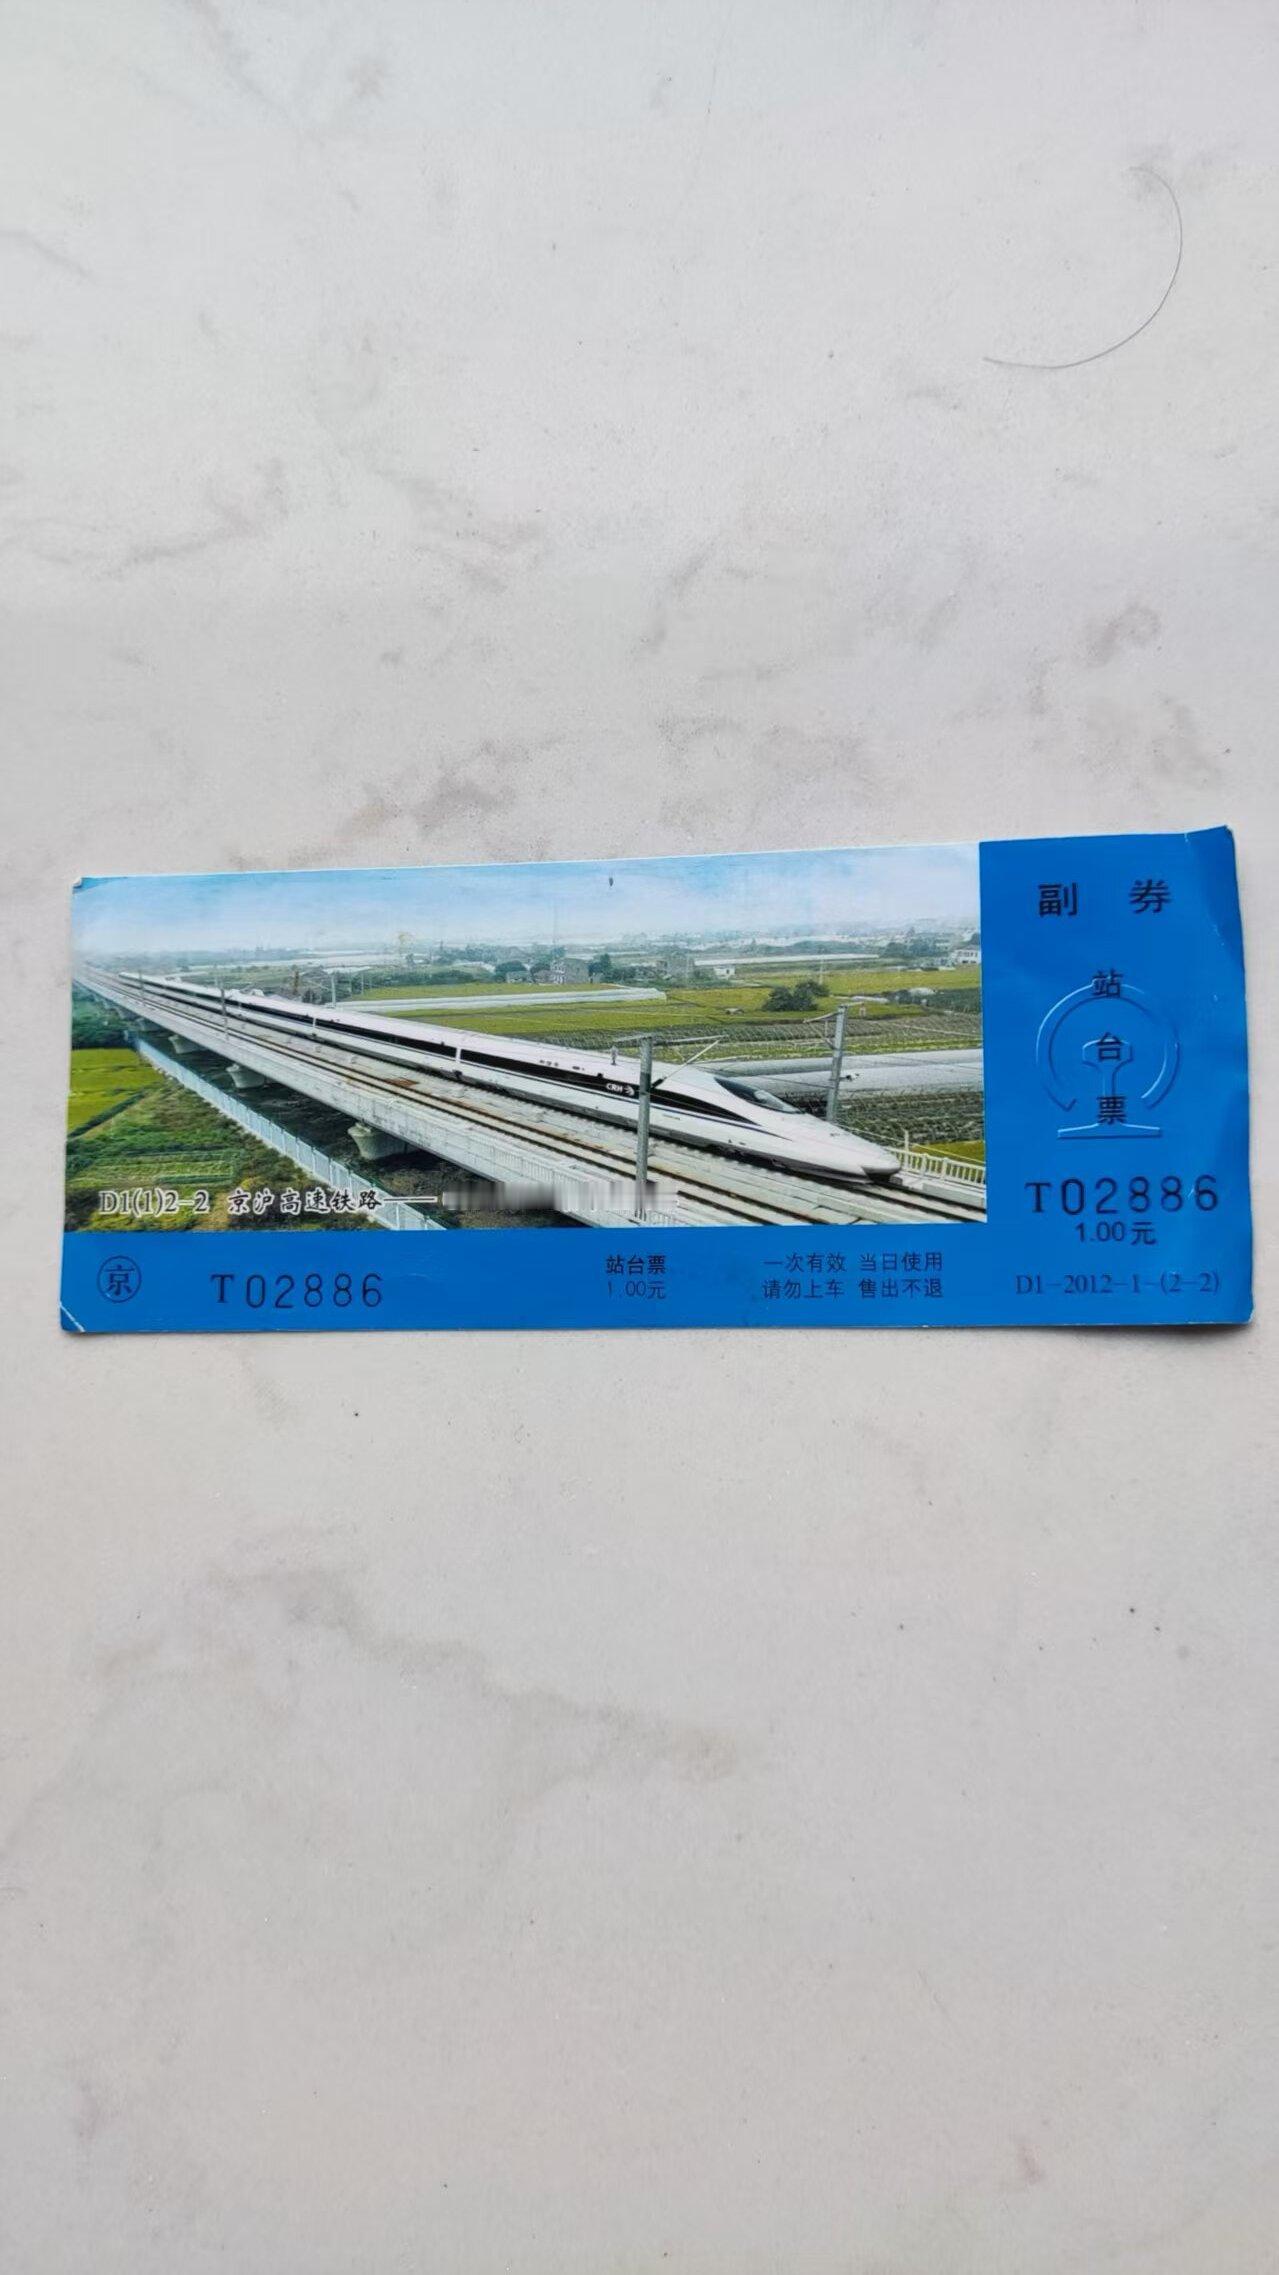 副 券
站
台
票
T02886
1.00元
D1-2012-1-(2-2)
CRH
D1(1)2-2 京沪高速铁路——
京
T02886
站台票
1.00元
一次有效 当日使用
请勿上车 售出不退